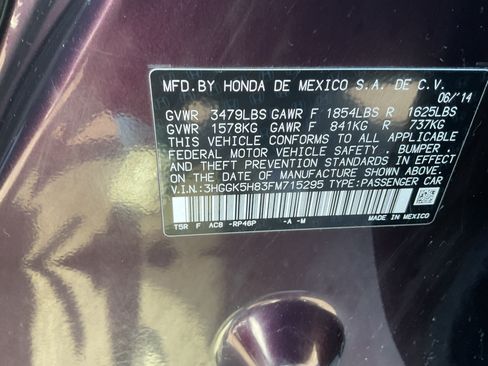 MFD.BY HONDA DE MEXICO S.A. DE C.V.
06/'14
GVWR 3479LBS GAWR F 1854LBS R 1625LBS
GVWR 1578KG GAWR F 841KG R 737KG
THIS VEHICLE CONFORMS TO ALL APPLICABLE
FEDERAL MOTOR VEHICLE SAFETY , BUMPER ,
AND THEFT PREVENTION STANDARDS IN EFFECT
ON THE DATE OF MANUFACTURE SHOWN ABOVE.
V.I.N.:3HGGK5H83FM715295 TYPE:PASSENGER CAR
MADE IN MEXICO
T5R F AC8 -RP48P -A -M